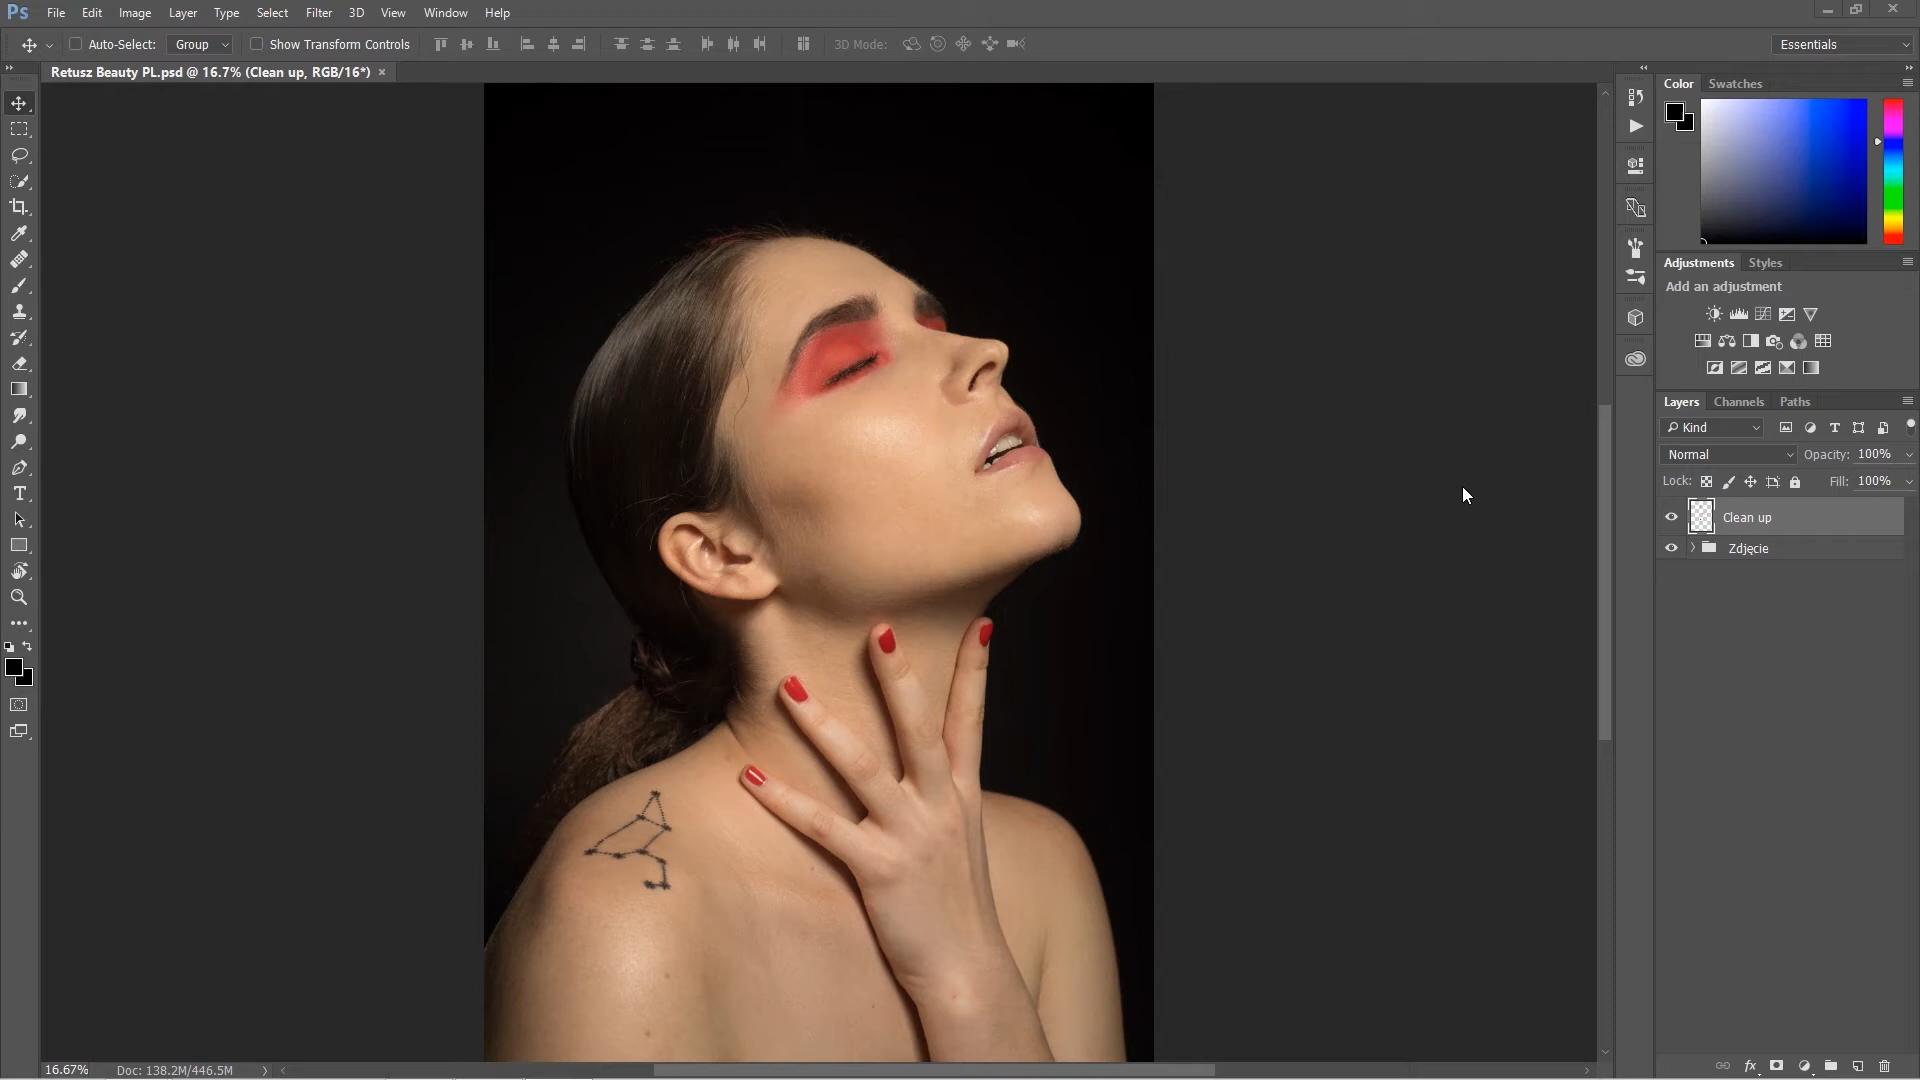 Ps File Edit Image Layer Type Select Filter 3D View Window Help
Auto-Select: Group Show Transform Controls 3D Mode: Essentials
Retusz Beauty PL.psd @ 16.7% (Clean up, RGB/16*) ×
Color Swatches
Adjustments Styles
Add an adjustment
Layers Channels Paths
Kind
Normal Opacity: 100%
Lock: Fill: 100%
Clean up
Zdjęcie
16.67% Doc: 138.2M/446.5M